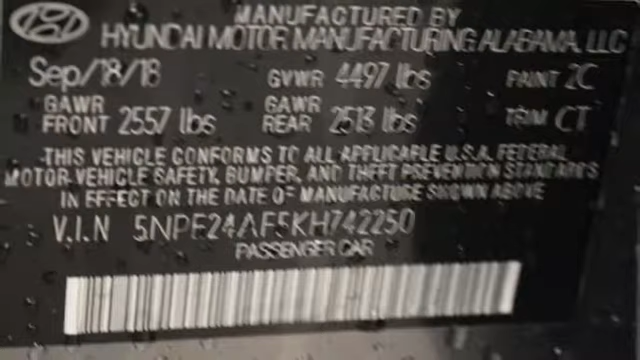 MANUFACTURED BY
HYUNDAI MOTOR MANUFACTURING ALABAMA, LLC
Sep/18/18 GVWR 4497 lbs PAINT 2C
GAWR FRONT 2557 lbs GAWR REAR 2513 lbs TRIM CT
THIS VEHICLE CONFORMS TO ALL APPLICABLE U.S.A. FEDERAL
MOTOR VEHICLE SAFETY, BUMPER, AND THEFT PREVENTION STANDARDS
IN EFFECT ON THE DATE OF MANUFACTURE SHOWN ABOVE
V.I.N 5NPE24AF5KH742250
PASSENGER CAR